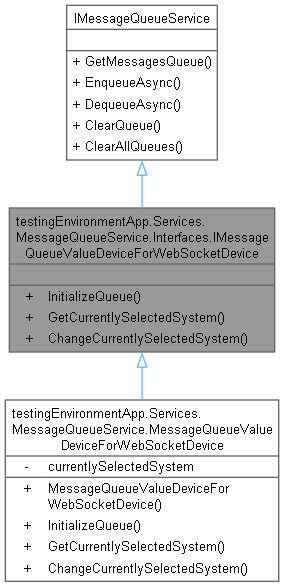 IMessageQueueService
+ GetMessagesQueue()
+ EnqueueAsync()
+ DequeueAsync()
+ ClearQueue()
+ ClearAllQueues()
testingEnvironmentApp.Services.
MessageQueueService.Interfaces.IMessage
QueueValueDeviceForWebSocketDevice
+ InitializeQueue()
+ GetCurrentlySelectedSystem()
+ ChangeCurrentlySelectedSystem()
testingEnvironmentApp.Services.
MessageQueueService.MessageQueueValue
DeviceForWebSocketDevice
- currentlySelectedSystem
+ MessageQueueValueDeviceFor
WebSocketDevice()
+ InitializeQueue()
+ GetCurrentlySelectedSystem()
+ ChangeCurrentlySelectedSystem()